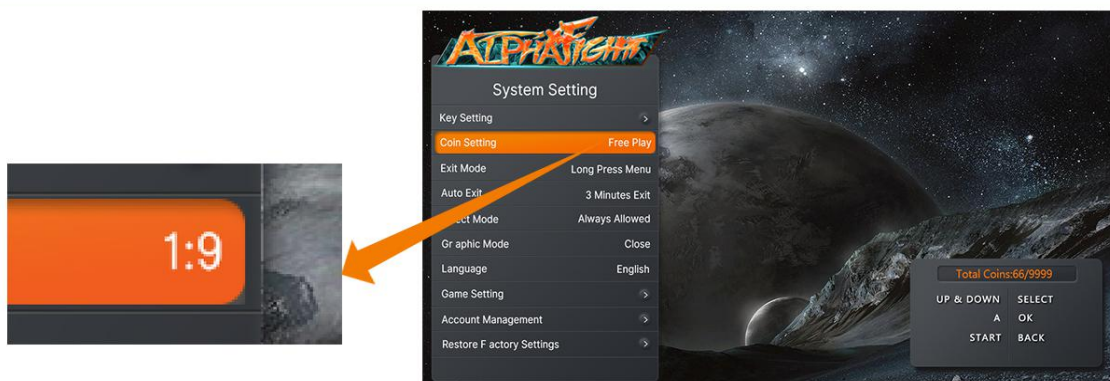 1:9
ALPHAFIGHT
System Setting
Key Setting
Coin Setting Free Play
Exit Mode Long Press Menu
Auto Exit 3 Minutes Exit
ect Mode Always Allowed
Gr aphic Mode Close
Language English
Game Setting
Account Management
Restore F actory Settings
Total Coins:66/9999
UP & DOWN SELECT
A OK
START BACK